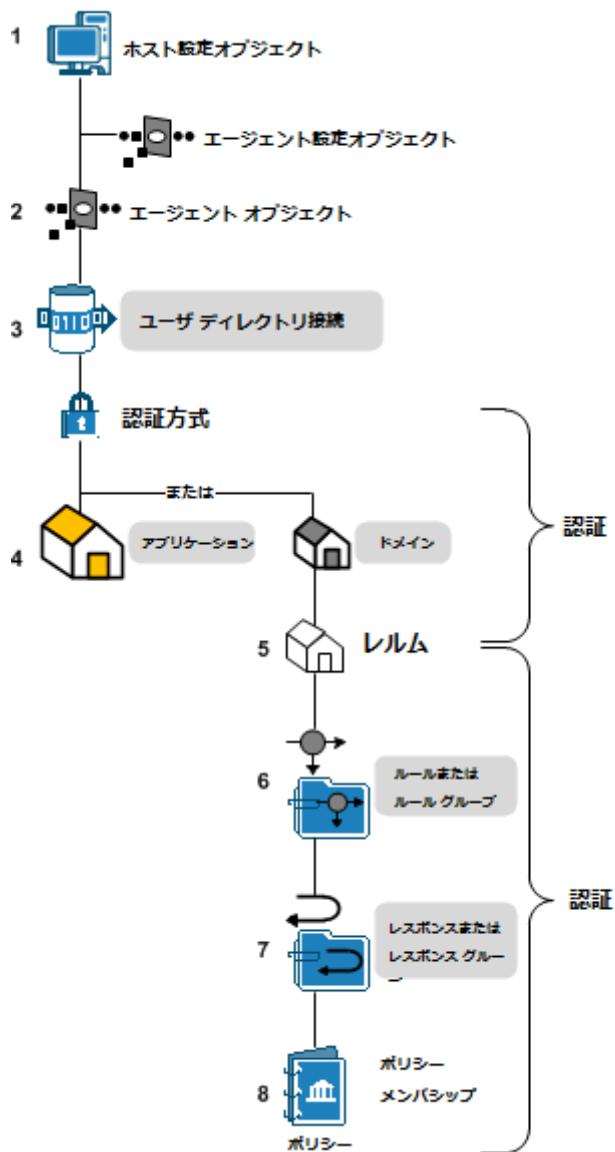 1
ホスト設定オブジェクト
エージェント設定オブジェクト
2
エージェント オブジェクト
3
ユーザ ディレクトリ接続
認証方式
または
認証
4
アプリケーション
ドメイン
5
レルム
6
ルールまたは
ルール グループ
認証
7
レスポンスまたは
レスポンス グルー
プ
8
ポリシー
メンバシップ
ポリシー